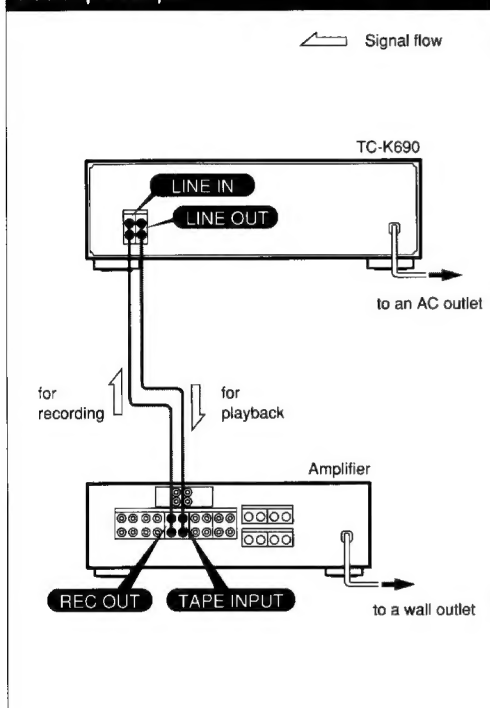 Signal flow
TC-K690
LINE IN
LINE OUT
to an AC outlet
for
recording
for
playback
Amplifier
REC OUT
TAPE INPUT
to a wall outlet